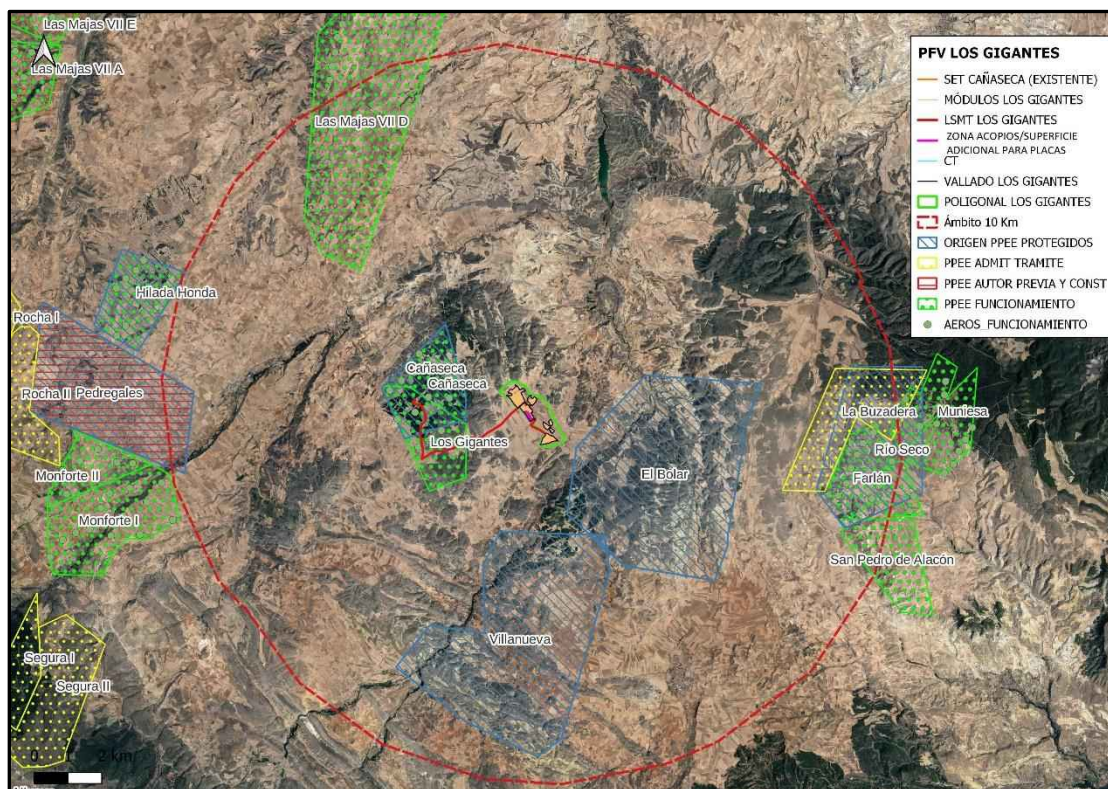 Las Majas VII E
Las Majas VII A
Las Majas VII D
PFV LOS GIGANTES
SET CAÑASECA (EXISTENTE)
MÓDULOS LOS GIGANTES
LSMT LOS GIGANTES
ZONA ACOPIOS/SUPERFICIE
ADICIONAL PARA PLACAS
CT
VALLADO LOS GIGANTES
POLIGONAL LOS GIGANTES
Ámbito 10 Km
ORIGEN PPEE PROTEGIDOS
PPEE ADMIT TRAMITE
PPEE AUTOR PREVIA Y CONST
PPEE FUNCIONAMIENTO
AEROS_FUNCIONAMIENTO
Hilada Honda
Rocha I
Cañaseca
Cañaseca
Rocha II
Pedregales
La Buzadera
Muniesa
Los Gigantes
Río Seco
Monforte II
El Bolar
Farlán
Monforte I
San Pedro de Alacón
Villanueva
Segura I
Segura II
0 2 km